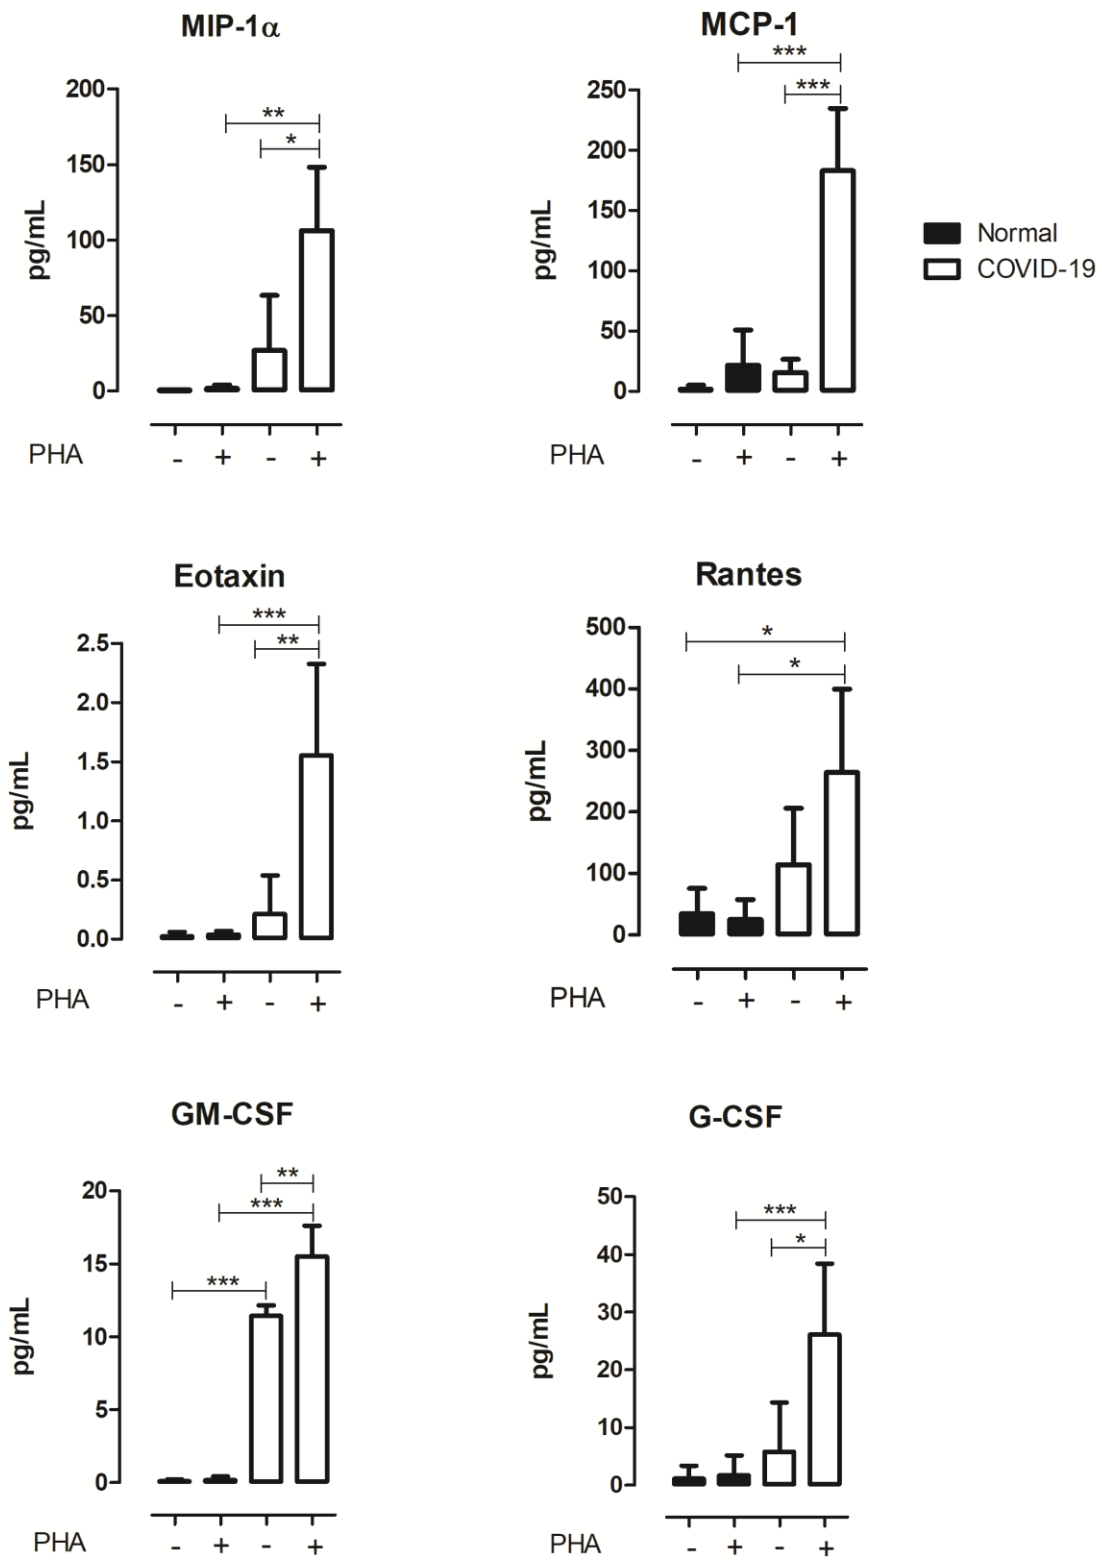 MIP-1α
200
150
100
50
0
pg/mL
**
*
PHA - + - +
MCP-1
250
200
150
100
50
0
pg/mL
***
***
PHA - + - +
Normal
COVID-19
Eotaxin
2.5
2.0
1.5
1.0
0.5
0.0
pg/mL
***
**
PHA - + - +
Rantes
500
400
300
200
100
0
pg/mL
*
*
PHA - + - +
GM-CSF
20
15
10
5
0
pg/mL
**
***
***
PHA - + - +
G-CSF
50
40
30
20
10
0
pg/mL
***
*
PHA - + - +